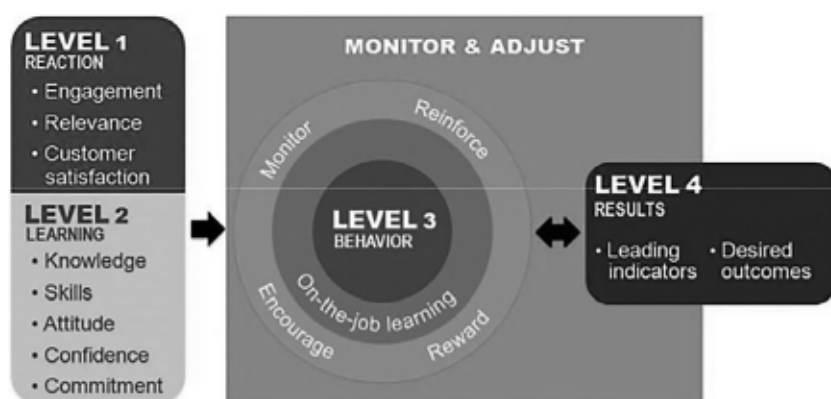 LEVEL 1
REACTION
• Engagement
• Relevance
• Customer
satisfaction
LEVEL 2
LEARNING
• Knowledge
• Skills
• Attitude
• Confidence
• Commitment
MONITOR & ADJUST
Monitor
Reinforce
LEVEL 3
BEHAVIOR
On-the-job learning
Encourage
Reward
LEVEL 4
RESULTS
• Leading
indicators
• Desired
outcomes